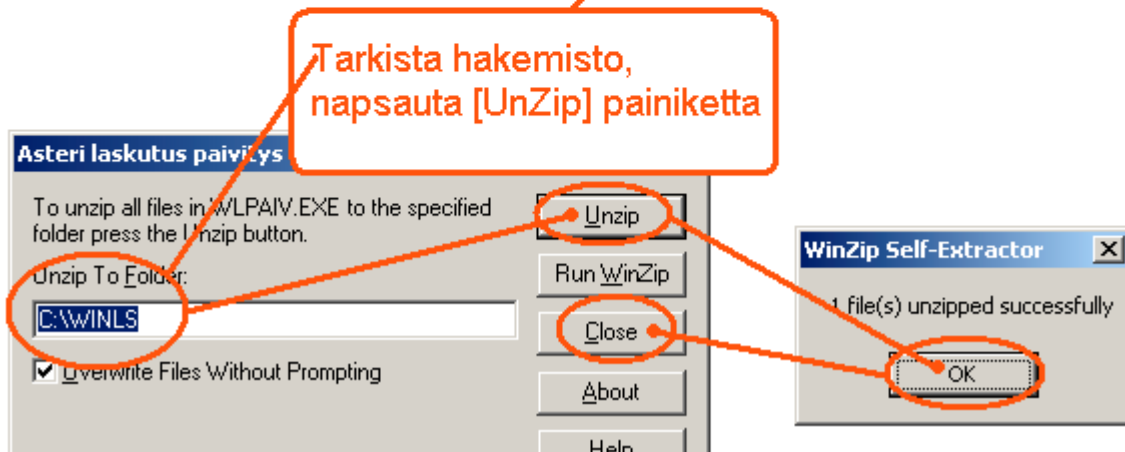 Tarkista hakemisto,
napsauta [UnZip] painiketta
Asteri laskutus paivitys
To unzip all files in WLPAIV.EXE to the specified
folder press the Unzip button.
Unzip To Folder:
C:\WINLS
Overwrite Files Without Prompting
Unzip
Run WinZip
Close
About
Help
WinZip Self-Extractor
1 file(s) unzipped successfully
OK